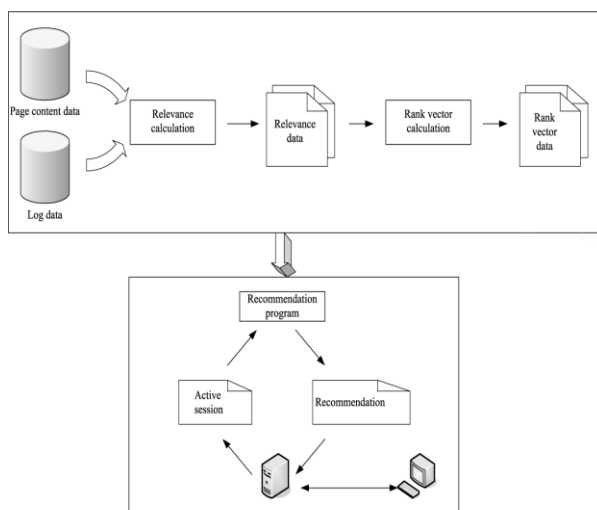 Page content data
Log data
Relevance
calculation
Relevance
data
Rank vector
calculation
Rank
vector
data
Recommendation
program
Active
session
Recommendation